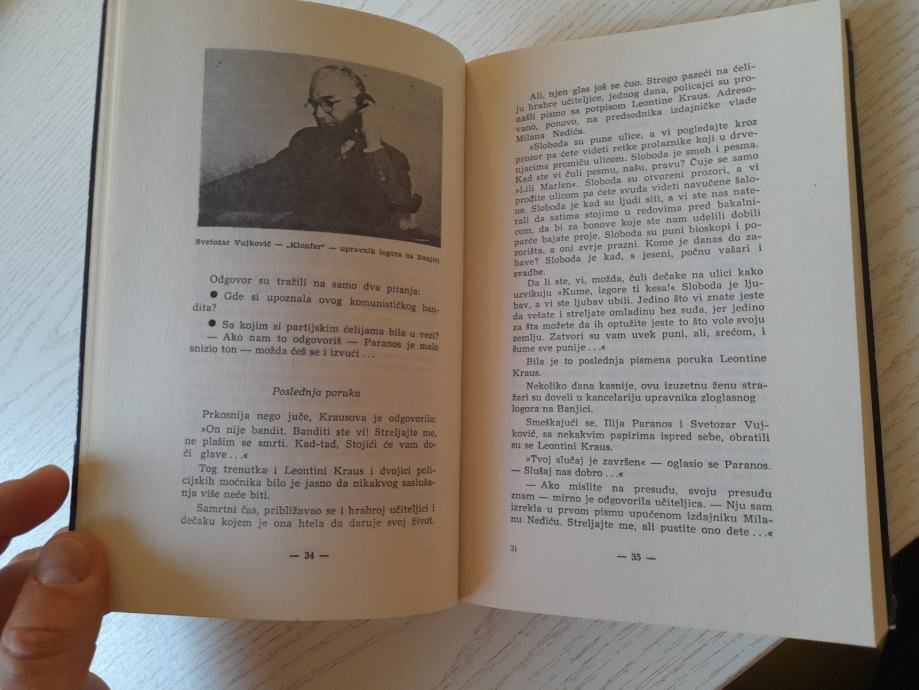 Svetozar Vujković — „Klonfer“ — upravnik logora na Banjici
Odgovor su tražili na samo dva pitanja:
● Gde si upoznala ovog komunističkog ban-
dita?
● Sa kojim si partijskim ćelijama bila u vezi?
— Ako nam to odgovoriš — Paranos je malo
snizio ton — možda ćeš se i izvući...
Poslednja poruka
Prkosnija nego juče, Krausova je odgovorila:
»On nije bandit. Banditi ste vi! Streljajte me,
ne plašim se smrti. Kad-tad, Stojići će vam do-
ći glave...«
Tog trenutka i Leontini Kraus i dvojici poli-
cijskih moćnika bilo je jasno da nikakvog sasluša-
nja više neće biti.
Samrtni čas, približavao se i hrabroj učiteljici i
dečaku kojem je ona htela da daruje svoj život.
— 34 —
Ali, njen glas još se čuo. Strogo pazeći na ćeli-
ju hrabre učiteljice, jednog dana, policajci su pro-
našli pismo sa potpisom Leontine Kraus. Adreso-
vano, ponovo, na predsednika izdajničke vlade
Milana Nedića.
»Sloboda su pune ulice, a vi pogledajte kroz
prozor pa ćete videti retke prolaznike koji u drve-
njacima promiču ulicom. Sloboda je smeh i pesma.
Kad ste vi čuli pesmu, našu, pravu? Čuje se samo
»Lili Marlen«. Sloboda su otvoreni prozori, a vi
prođite ulicom pa ćete svuda videti navučene šalo-
ne. Sloboda je kad su ljudi siti, a vi ste nas nate-
rali da satima stojimo u redovima pred bakalni-
com, da bi za bonove koje ste nam udelili dobili
parče bajate proje. Sloboda su puni bioskopi i po-
zorišta, a oni zvrje prazni. Kome je danas do za-
bave? Sloboda je kad, s jeseni, počnu vašari i
svadbe.
Da li ste, vi, možda, čuli dečake na ulici kako
uzvikuju »Kume, izgore ti kesa!« Sloboda je lju-
bav, a vi ste ljubav ubili. Jedino što vi znate jeste
da vešate i streljate omladinu bez suda, jer jedino
za šta možete da ih optužite jeste to što vole svoju
zemlju. Zatvori su vam uvek puni, ali, srećom, i
šume sve punije...«
Bila je to poslednja pismena poruka Leontine
Kraus.
Nekoliko dana kasnije, ovu izuzetnu ženu stra-
žari su doveli u kancelariju upravnika zloglasnog
logora na Banjici.
Smeškajući se, Ilija Paranos i Svetozar Vuj-
ković, sa nekakvim papirima ispred sebe, obratili
su se Leontini Kraus.
»Tvoj slučaj je završen« — oglasio se Paranos.
— Slušaj nas dobro...«
— Ako mislite na presudu, svoju presudu
znam — mirno je odgovorila učiteljica. — Nju sam
izrekla u prvom pismu upućenom izdajniku Mila-
nu Nediću. Streljajte me, ali pustite ono dete...«
3)
— 35 —